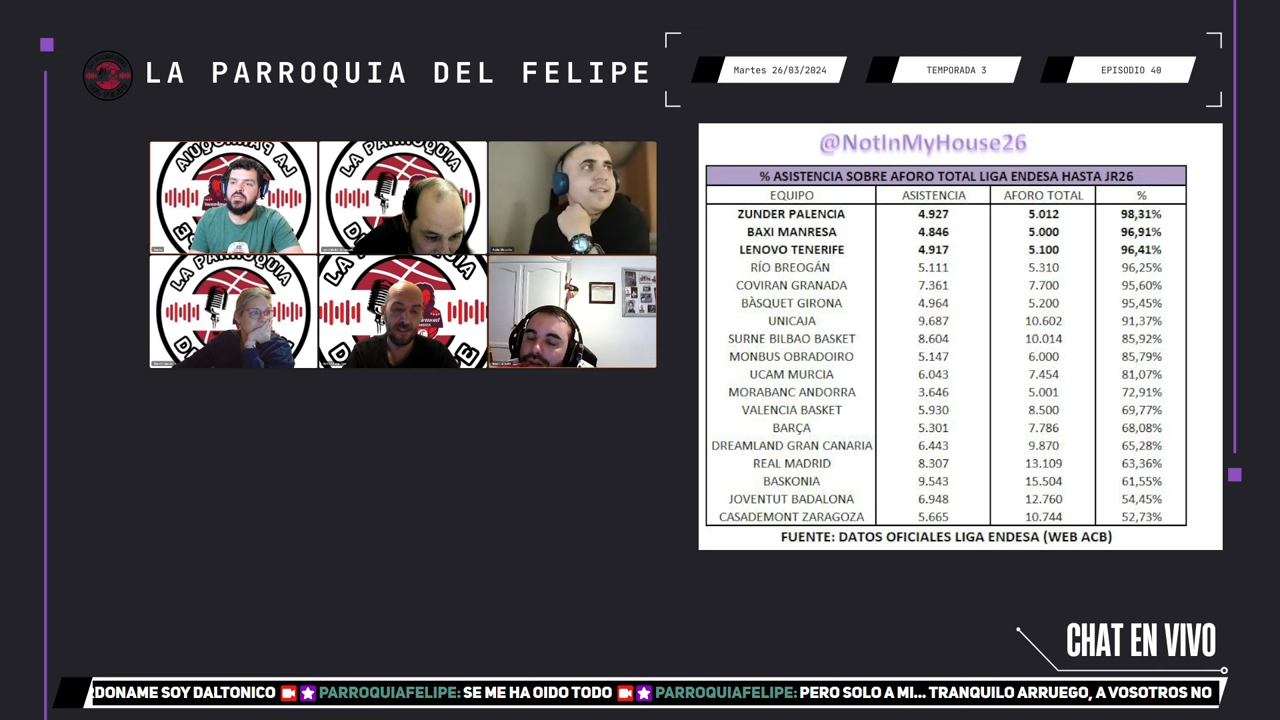 LA PARROQUIA DEL FELIPE
Martes 26/03/2024
TEMPORADA 3
EPISODIO 40
LA PARROQUIA
LA PARROQUIA
LA PARROQUIA
LA PARROQUIA
@NotInMyHouse26
% ASISTENCIA SOBRE AFORO TOTAL LIGA ENDESA HASTA JR26
EQUIPO ASISTENCIA AFORO TOTAL %
ZUNDER PALENCIA 4.927 5.012 98,31%
BAXI MANRESA 4.846 5.000 96,91%
LENOVO TENERIFE 4.917 5.100 96,41%
RÍO BREOGÁN 5.111 5.310 96,25%
COVIRAN GRANADA 7.361 7.700 95,60%
BÀSQUET GIRONA 4.964 5.200 95,45%
UNICAJA 9.687 10.602 91,37%
SURNE BILBAO BASKET 8.604 10.014 85,92%
MONBUS OBRADOIRO 5.147 6.000 85,79%
UCAM MURCIA 6.043 7.454 81,07%
MORABANC ANDORRA 3.646 5.001 72,91%
VALENCIA BASKET 5.930 8.500 69,77%
BARÇA 5.301 7.786 68,08%
DREAMLAND GRAN CANARIA 6.443 9.870 65,28%
REAL MADRID 8.307 13.109 63,36%
BASKONIA 9.543 15.504 61,55%
JOVENTUT BADALONA 6.948 12.760 54,45%
CASADEMONT ZARAGOZA 5.665 10.744 52,73%
FUENTE: DATOS OFICIALES LIGA ENDESA (WEB ACB)
CHAT EN VIVO
RDONAME SOY DALTONICO PARROQUIAFELIPE: SE ME HA OIDO TODO PARROQUIAFELIPE: PERO SOLO A MI... TRANQUILO ARRUEGO, A VOSOTROS NO